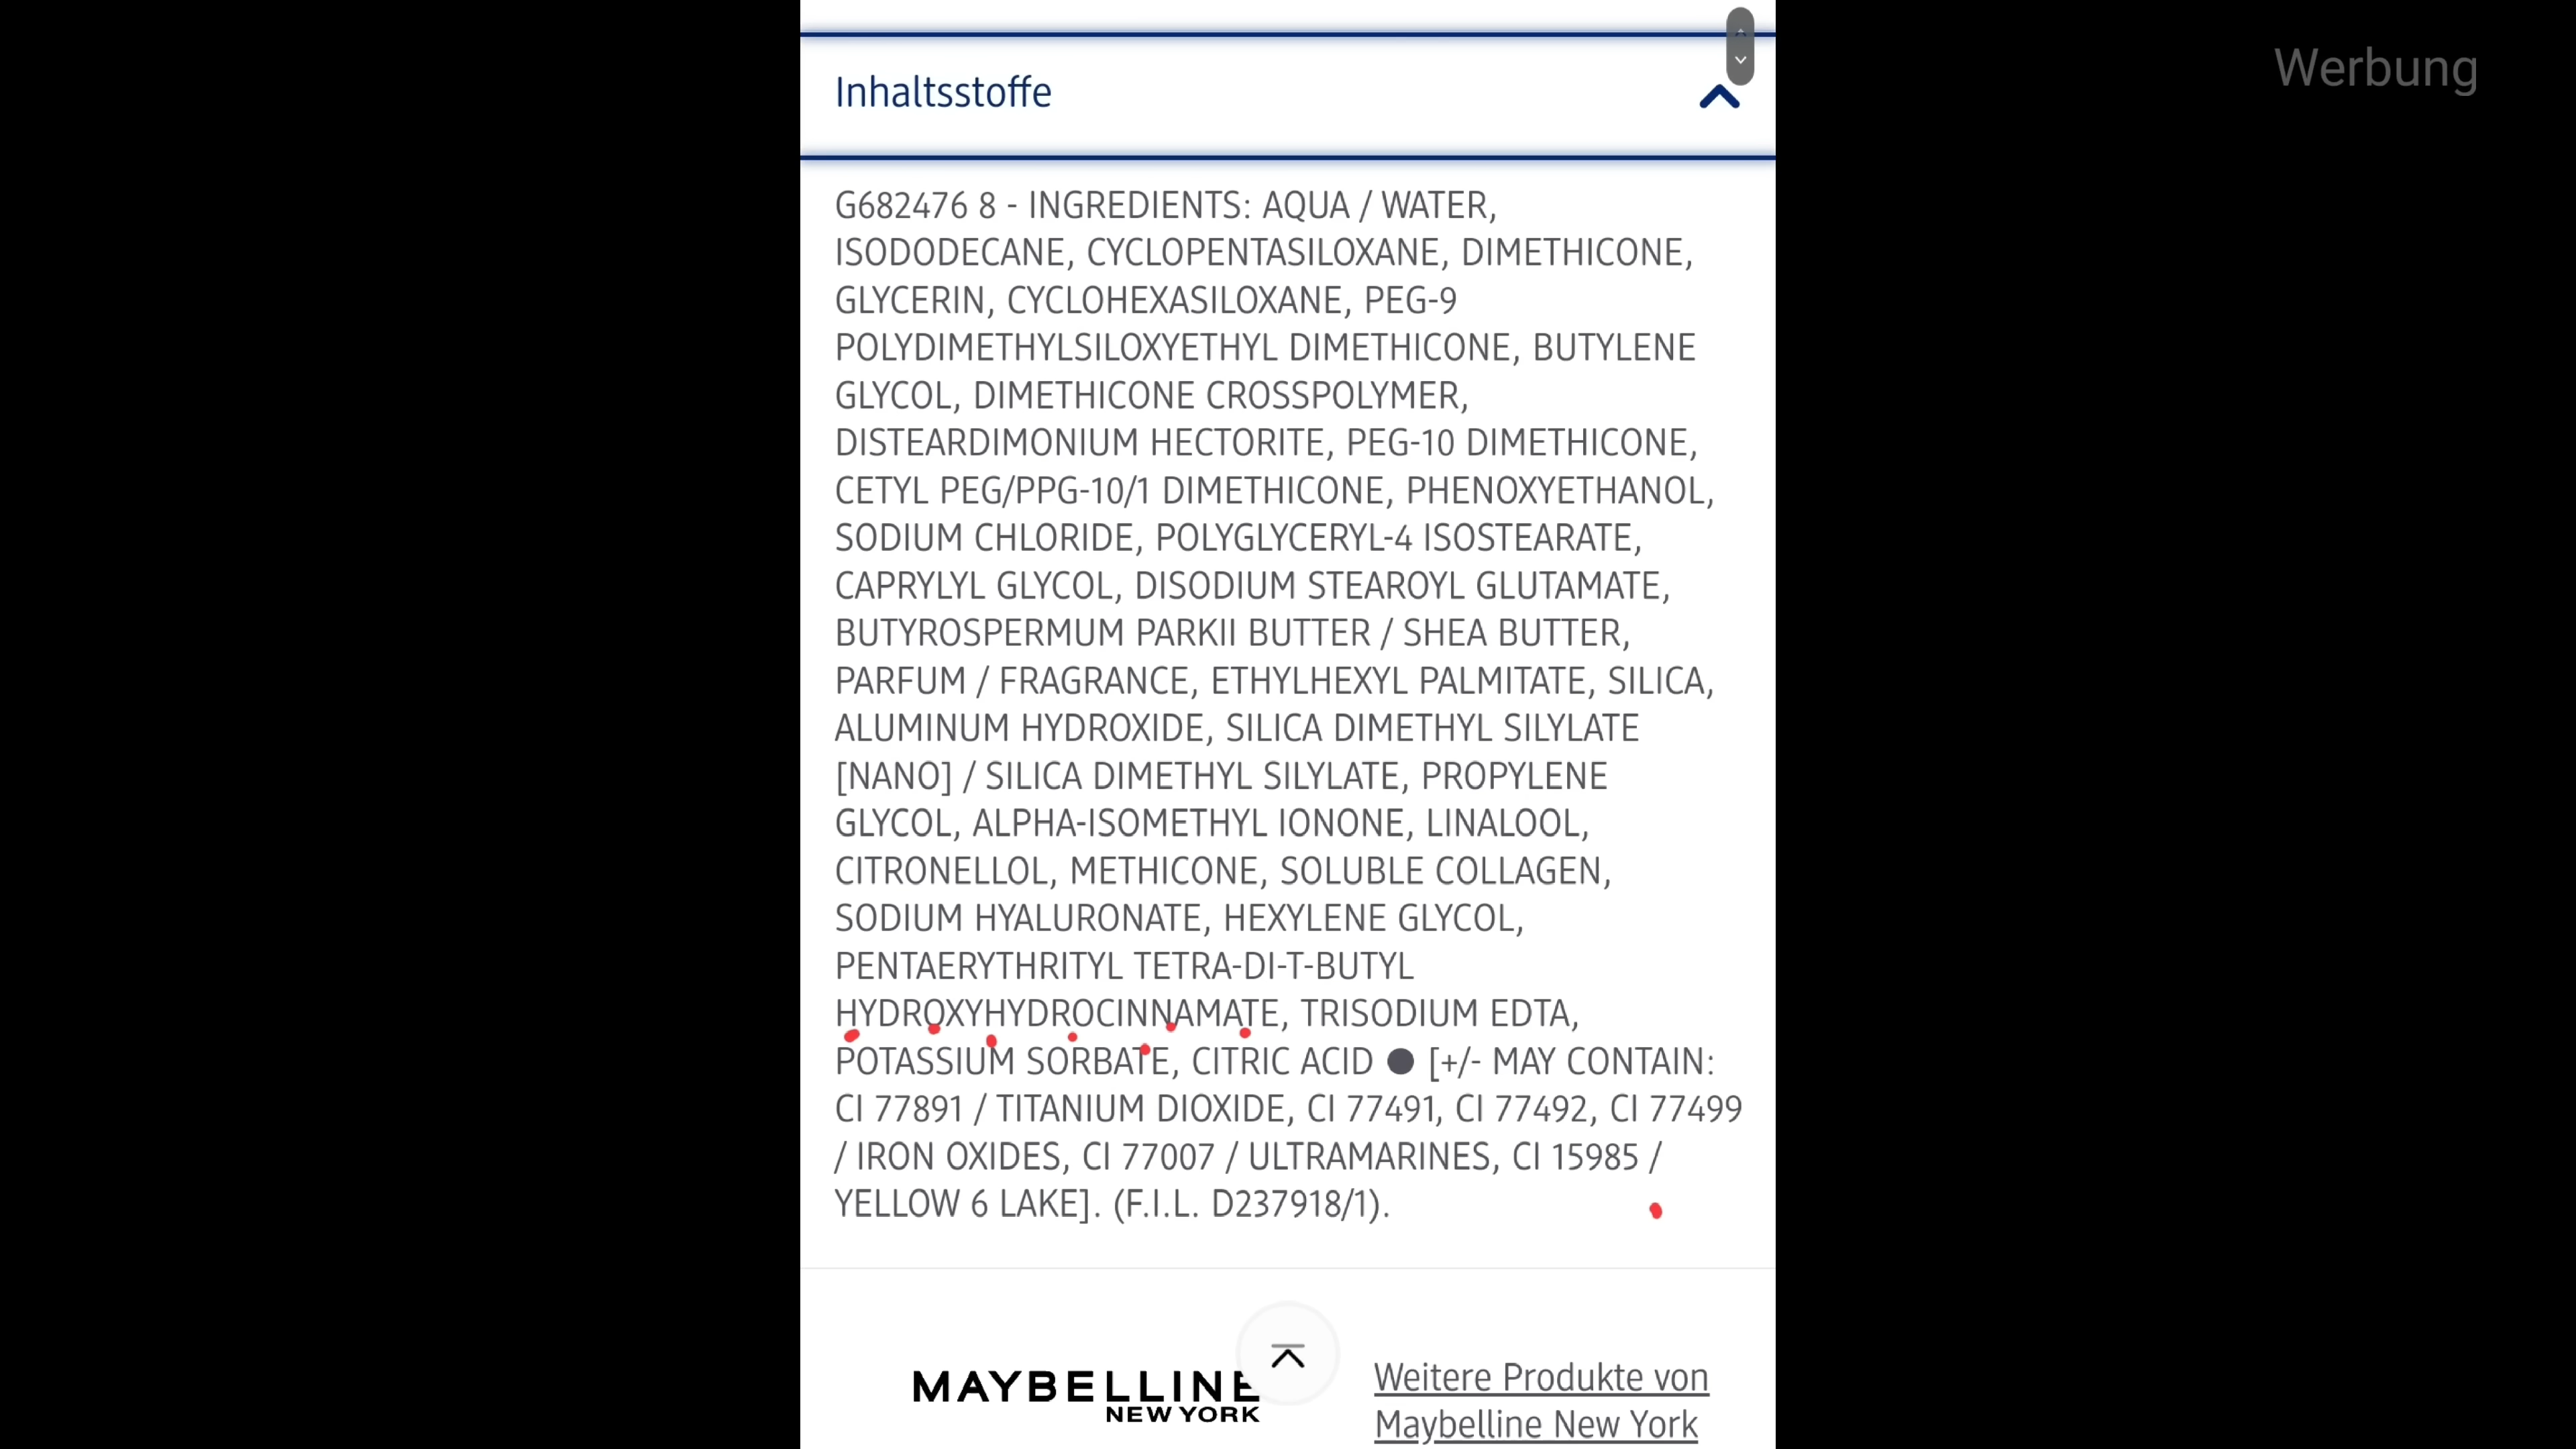 Werbung
Inhaltsstoffe
G682476 8 - INGREDIENTS: AQUA / WATER,
ISODODECANE, CYCLOPENTASILOXANE, DIMETHICONE,
GLYCERIN, CYCLOHEXASILOXANE, PEG-9
POLYDIMETHYLSILOXYETHYL DIMETHICONE, BUTYLENE
GLYCOL, DIMETHICONE CROSSPOLYMER,
DISTEARDIMONIUM HECTORITE, PEG-10 DIMETHICONE,
CETYL PEG/PPG-10/1 DIMETHICONE, PHENOXYETHANOL,
SODIUM CHLORIDE, POLYGLYCERYL-4 ISOSTEARATE,
CAPRYLYL GLYCOL, DISODIUM STEAROYL GLUTAMATE,
BUTYROSPERMUM PARKII BUTTER / SHEA BUTTER,
PARFUM / FRAGRANCE, ETHYLHEXYL PALMITATE, SILICA,
ALUMINUM HYDROXIDE, SILICA DIMETHYL SILYLATE
[NANO] / SILICA DIMETHYL SILYLATE, PROPYLENE
GLYCOL, ALPHA-ISOMETHYL IONONE, LINALOOL,
CITRONELLOL, METHICONE, SOLUBLE COLLAGEN,
SODIUM HYALURONATE, HEXYLENE GLYCOL,
PENTAERYTHRITYL TETRA-DI-T-BUTYL
HYDROXYHYDROCINNAMATE, TRISODIUM EDTA,
POTASSIUM SORBATE, CITRIC ACID ● [+/- MAY CONTAIN:
CI 77891 / TITANIUM DIOXIDE, CI 77491, CI 77492, CI 77499
/ IRON OXIDES, CI 77007 / ULTRAMARINES, CI 15985 /
YELLOW 6 LAKE]. (F.I.L. D237918/1).
MAYBELLINE
NEW YORK
Weitere Produkte von
Maybelline New York